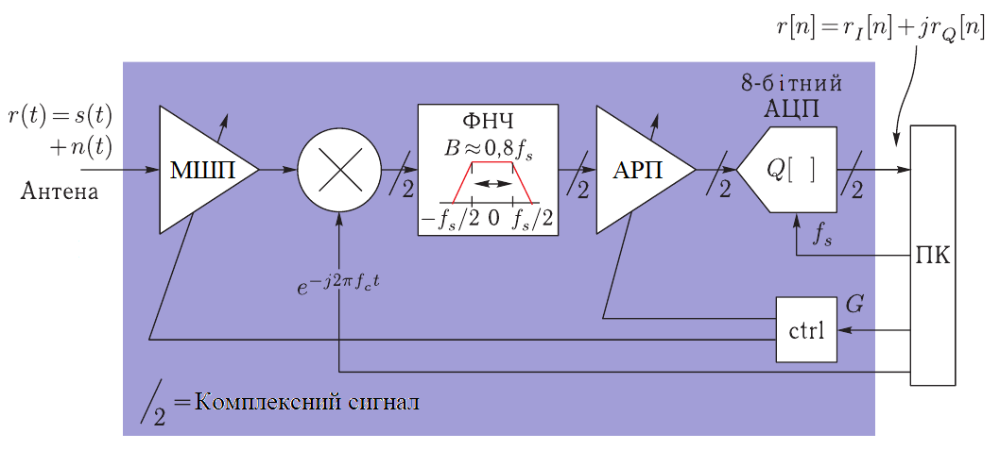 r[n] = r_I[n] + jr_Q[n]
8-бітний
АЦП
r(t) = s(t)
+ n(t)
Антена
МШП
/2
ФНЧ
B ≈ 0,8f_s
−f_s/2 0 f_s/2
/2
АРП
/2
Q[ ]
/2
f_s
ПК
e^{−j2πf_c t}
G
ctrl
/2 = Комплексний сигнал